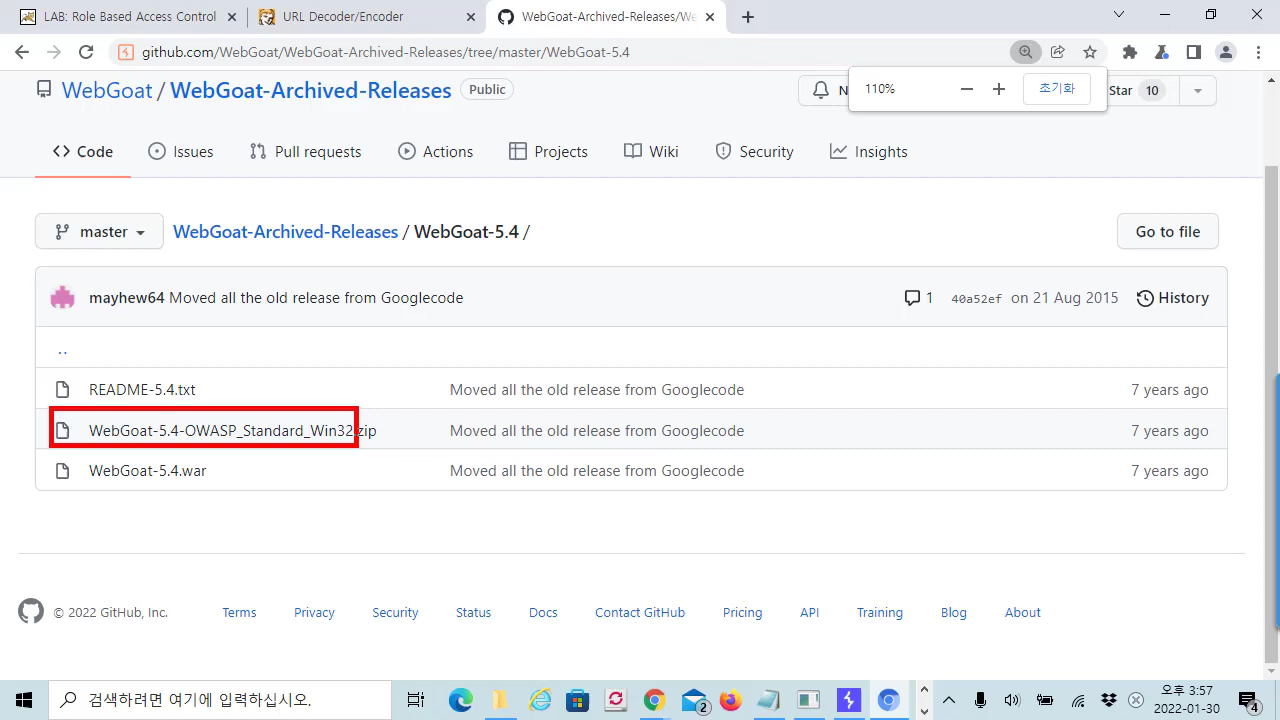 LAB: Role Based Access Control
URL Decoder/Encoder
WebGoat-Archived-Releases/We
github.com/WebGoat/WebGoat-Archived-Releases/tree/master/WebGoat-5.4
WebGoat / WebGoat-Archived-Releases Public
N
110%
초기화
Star 10
Code Issues Pull requests Actions Projects Wiki Security Insights
master WebGoat-Archived-Releases / WebGoat-5.4 / Go to file
mayhew64 Moved all the old release from Googlecode 1 40a52ef on 21 Aug 2015 History
..
README-5.4.txt Moved all the old release from Googlecode 7 years ago
WebGoat-5.4-OWASP_Standard_Win32.zip Moved all the old release from Googlecode 7 years ago
WebGoat-5.4.war Moved all the old release from Googlecode 7 years ago
© 2022 GitHub, Inc. Terms Privacy Security Status Docs Contact GitHub Pricing API Training Blog About
검색하려면 여기에 입력하십시오.
2
오후 3:57
2022-01-30
4